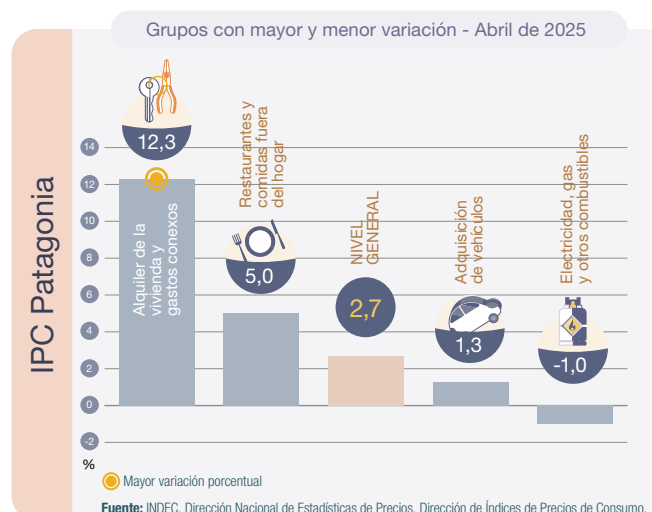 Grupos con mayor y menor variación - Abril de 2025
IPC Patagonia
14
12
10
8
6
4
2
0
-2
%
12,3
Alquiler de la
vivienda y
gastos conexos
Restaurantes y
comidas fuera
del hogar
5,0
NIVEL
GENERAL
2,7
Adquisición
de vehículos
1,3
Electricidad, gas
y otros combustibles
-1,0
Mayor variación porcentual
Fuente: INDEC, Dirección Nacional de Estadísticas de Precios. Dirección de Índices de Precios de Consumo.